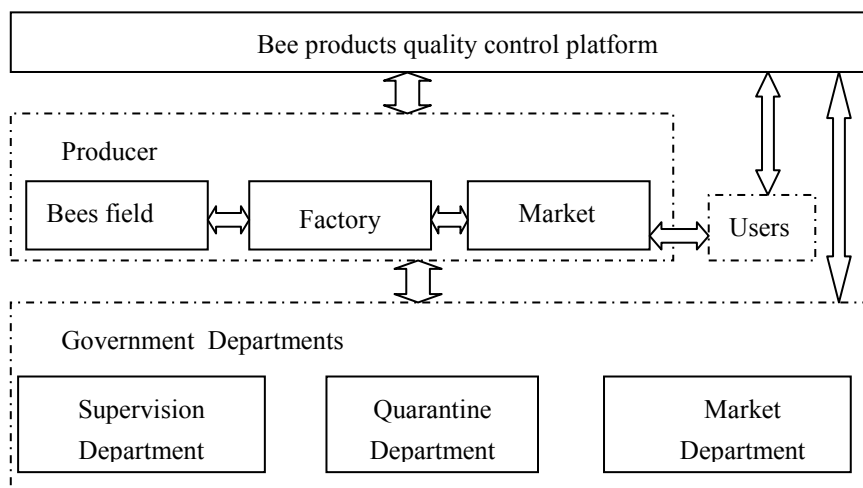 Bee products quality control platform
Producer
Bees field
Factory
Market
Users
Government Departments
Supervision
Department
Quarantine
Department
Market
Department